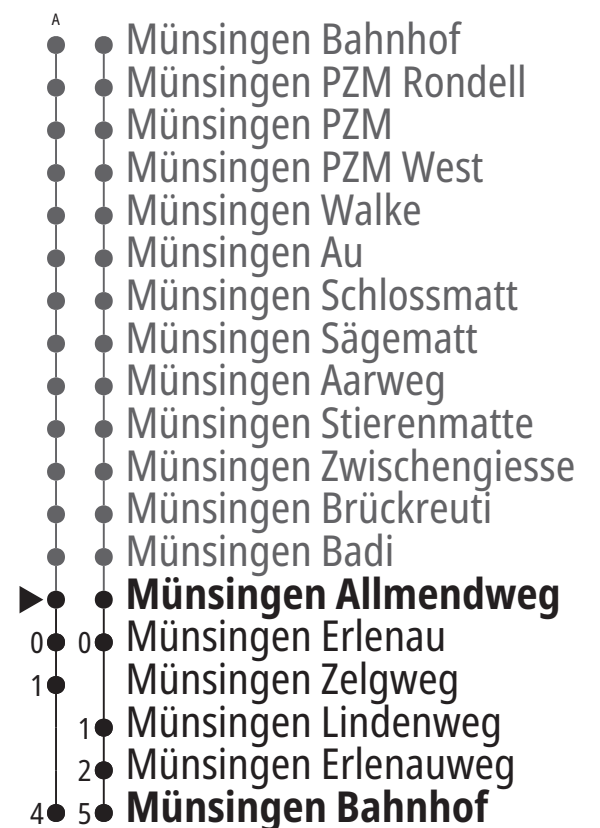 A
Münsingen Bahnhof
Münsingen PZM Rondell
Münsingen PZM
Münsingen PZM West
Münsingen Walke
Münsingen Au
Münsingen Schlossmatt
Münsingen Sägematt
Münsingen Aarweg
Münsingen Stierenmatte
Münsingen Zwischengiesse
Münsingen Brückreuti
Münsingen Badi
Münsingen Allmendweg
0 0 Münsingen Erlenau
1 Münsingen Zelgweg
1 Münsingen Lindenweg
2 Münsingen Erlenauweg
4 5 Münsingen Bahnhof